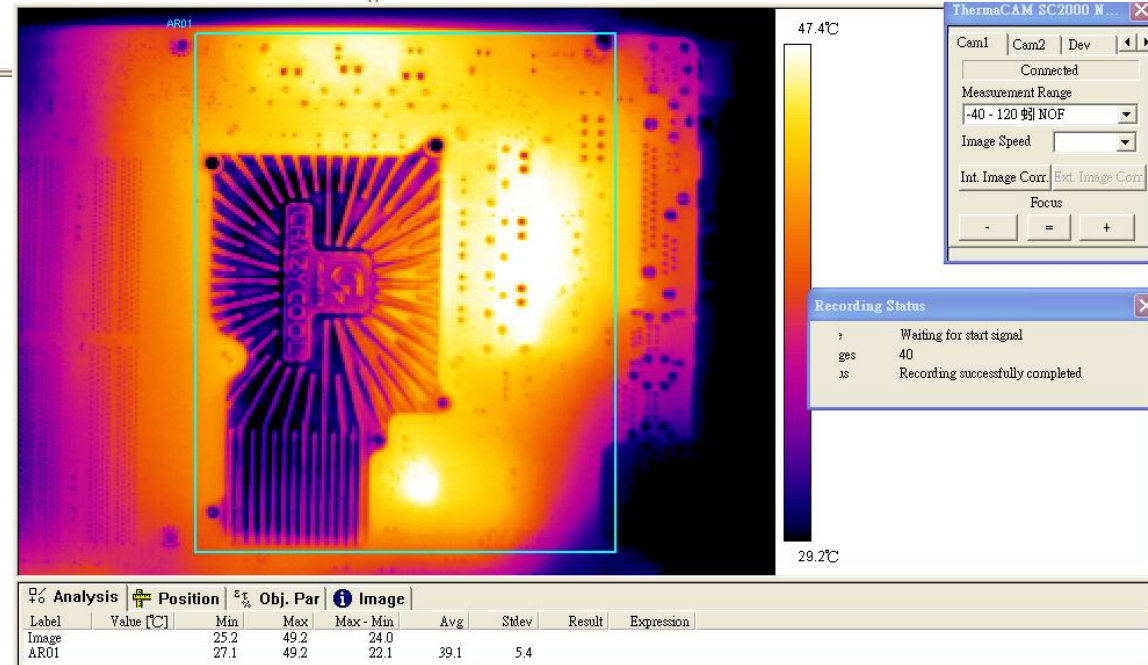 AR01
CRAZYCOOL
47.4℃
29.2℃
ThermaCAM SC2000 N...
Cam1 Cam2 Dev
Connected
Measurement Range
-40 - 120 蚓 NOF
Image Speed
Int. Image Corr. Ext. Image Corr.
Focus
- = +
Recording Status
Waiting for start signal
ges 40
Recording successfully completed
Analysis Position Obj. Par Image
Label Value [℃] Min Max Max - Min Avg Stdev Result Expression
Image 25.2 49.2 24.0
AR01 27.1 49.2 22.1 39.1 5.4